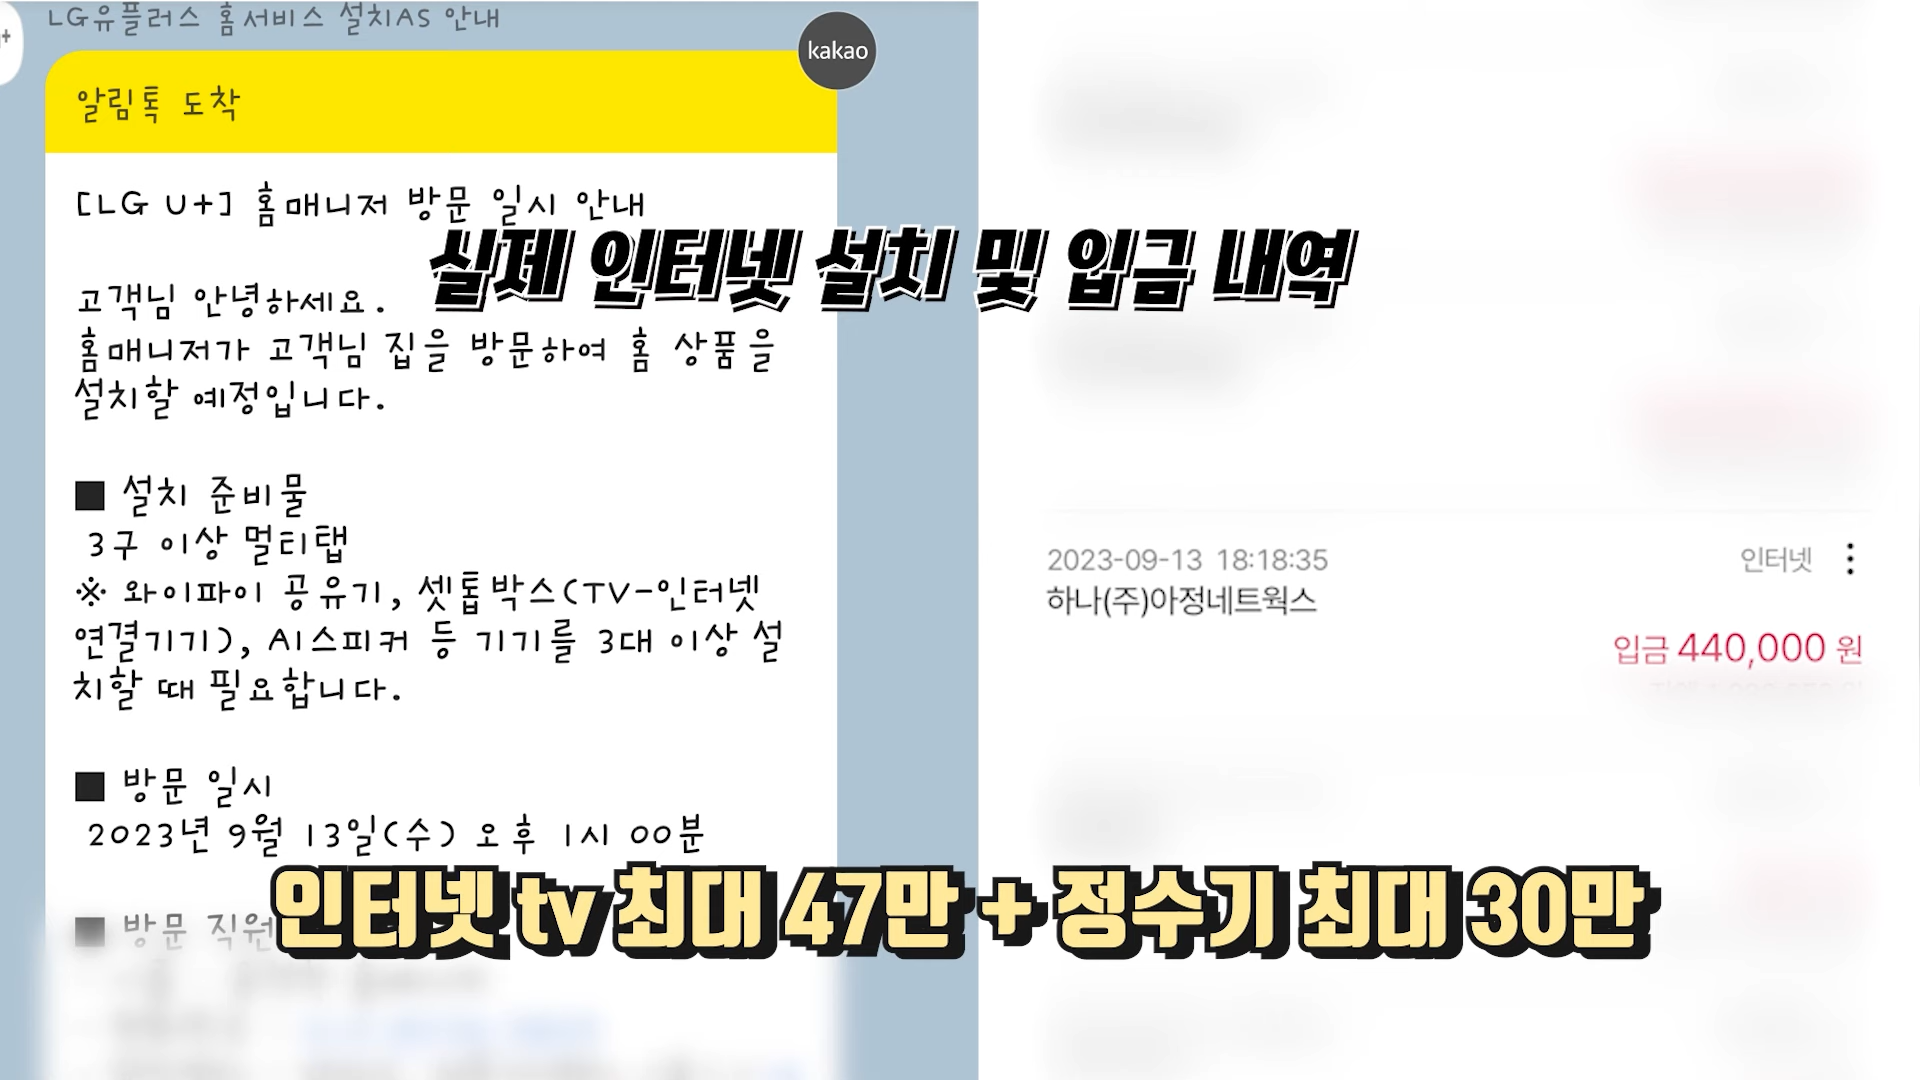 LG유플러스 홈서비스 설치AS 안내
kakao
알림톡 도착
[LG U+] 홈매니저 방문 일시 안내
실제 인터넷 설치 및 입금 내역
고객님 안녕하세요.
홈매니저가 고객님 집을 방문하여 홈 상품을
설치할 예정입니다.
■ 설치 준비물
3구 이상 멀티탭
※ 와이파이 공유기, 셋톱박스(TV-인터넷
연결기기), AI스피커 등 기기를 3대 이상 설
치할 때 필요합니다.
■ 방문 일시
2023년 9월 13일(수) 오후 1시 00분
■ 방문 직원
2023-09-13 18:18:35
인터넷
하나(주)아정네트웍스
입금 440,000 원
인터넷 tv 최대 47만 + 정수기 최대 30만